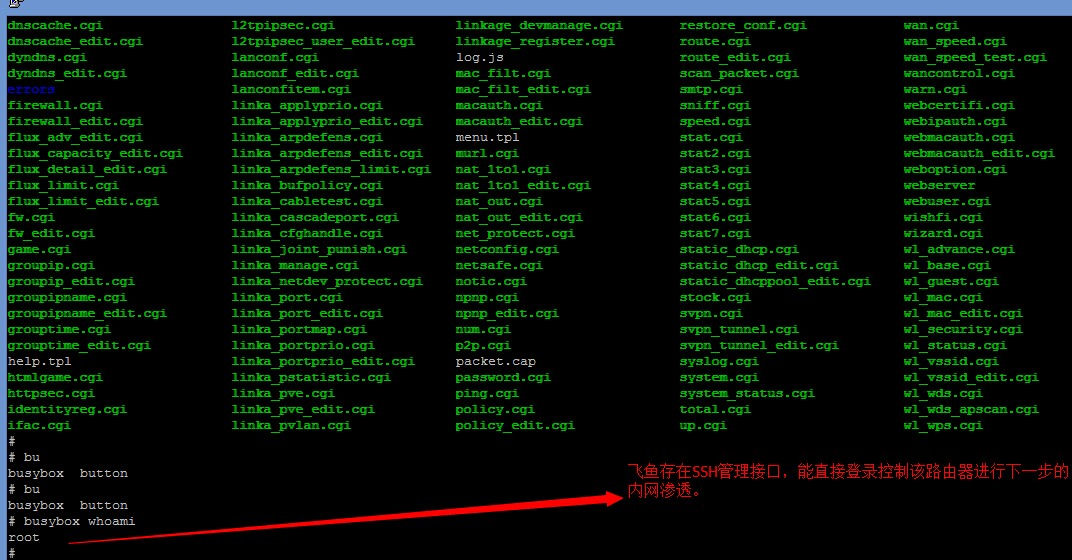 dnscache.cgi l2tpipsec.cgi linkage_devmanage.cgi restore_conf.cgi wan.cgi
dnscache_edit.cgi l2tpipsec_user_edit.cgi linkage_register.cgi route.cgi wan_speed.cgi
dyndns.cgi lanconf.cgi log.js route_edit.cgi wan_speed_test.cgi
dyndns_edit.cgi lanconf_edit.cgi mac_filt.cgi scan_packet.cgi wancontrol.cgi
errors lanconfitem.cgi mac_filt_edit.cgi smtp.cgi warn.cgi
firewall.cgi linka_applyprio.cgi macauth.cgi sniff.cgi webcertifi.cgi
firewall_edit.cgi linka_applyprio_edit.cgi macauth_edit.cgi speed.cgi webipauth.cgi
flux_adv_edit.cgi linka_arpdefens.cgi menu.tpl stat.cgi webmacauth.cgi
flux_capacity_edit.cgi linka_arpdefens_edit.cgi murl.cgi stat2.cgi webmacauth_edit.cgi
flux_detail_edit.cgi linka_arpdefens_limit.cgi nat_1to1.cgi stat3.cgi weboption.cgi
flux_limit.cgi linka_bufpolicy.cgi nat_1to1_edit.cgi stat4.cgi webserver
flux_limit_edit.cgi linka_cabletest.cgi nat_out.cgi stat5.cgi webuser.cgi
fw.cgi linka_cascadeport.cgi nat_out_edit.cgi stat6.cgi wishfi.cgi
fw_edit.cgi linka_cfghandle.cgi net_protect.cgi stat7.cgi wizard.cgi
game.cgi linka_joint_punish.cgi netconfig.cgi static_dhcp.cgi wl_advance.cgi
groupip.cgi linka_manage.cgi netsafe.cgi static_dhcp_edit.cgi wl_base.cgi
groupip_edit.cgi linka_netdev_protect.cgi notic.cgi static_dhcppool_edit.cgi wl_guest.cgi
groupipname.cgi linka_port.cgi npnp.cgi stock.cgi wl_mac.cgi
groupipname_edit.cgi linka_port_edit.cgi npnp_edit.cgi svpn.cgi wl_mac_edit.cgi
grouptime.cgi linka_portmap.cgi num.cgi svpn_tunnel.cgi wl_security.cgi
grouptime_edit.cgi linka_portprio.cgi p2p.cgi svpn_tunnel_edit.cgi wl_status.cgi
help.tpl linka_portprio_edit.cgi packet.cap syslog.cgi wl_vssid.cgi
htmlgame.cgi linka_pstatistic.cgi password.cgi system.cgi wl_vssid_edit.cgi
httpsec.cgi linka_pve.cgi ping.cgi system_status.cgi wl_wds.cgi
identityreg.cgi linka_pve_edit.cgi policy.cgi total.cgi wl_wds_apscan.cgi
ifac.cgi linka_pvlan.cgi policy_edit.cgi up.cgi wl_wps.cgi
#
# bu
busybox button
# bu
busybox button
# busybox whoami
root
#
飞鱼存在SSH管理接口，能直接登录控制该路由器进行下一步的
内网渗透。